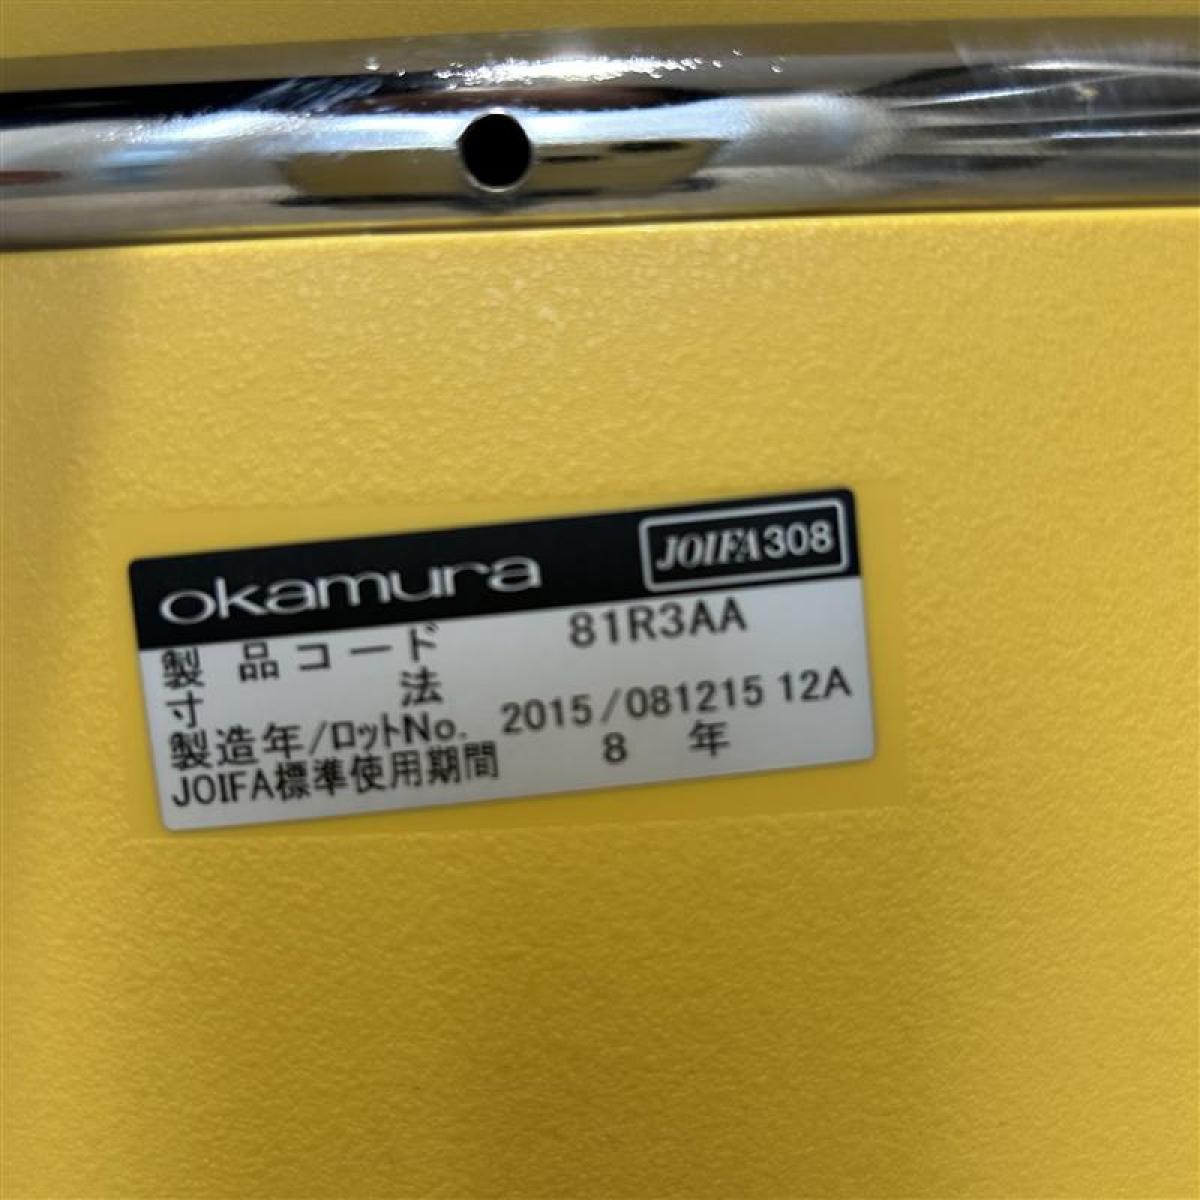 okamura JOIFA308
製品コード 81R3AA
寸法
製造年/ロットNo. 2015/081215 12A
JOIFA標準使用期間 8 年